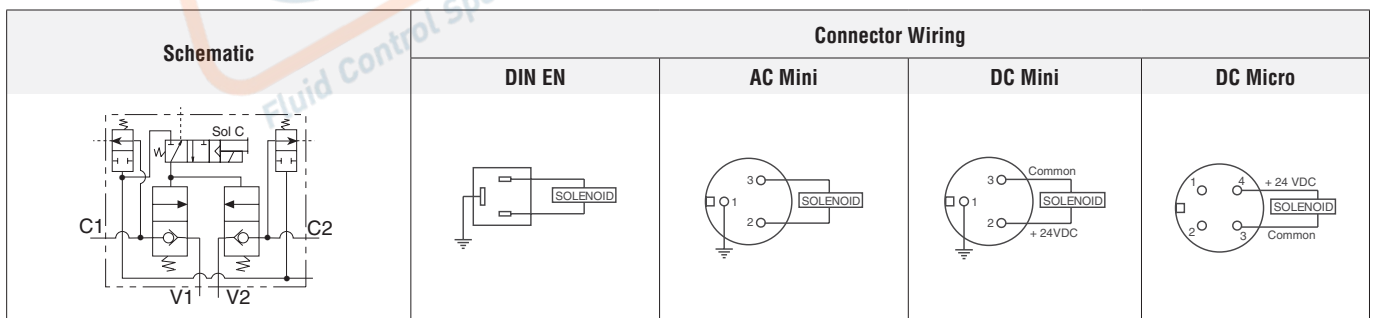 Fluid Control Sp
Schematic
Connector Wiring
DIN EN
AC Mini
DC Mini
DC Micro
Sol C
C1
C2
V1
V2
SOLENOID
3
1
2
SOLENOID
3
Common
1
SOLENOID
2
+ 24VDC
1
4
+ 24 VDC
SOLENOID
2
3
Common